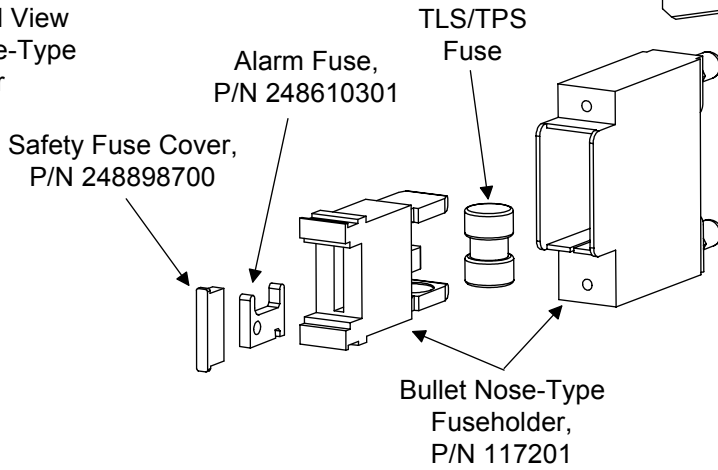 View
-Type
TLS/TPS
Fuse
Alarm Fuse,
P/N 248610301
Safety Fuse Cover,
P/N 248898700
Bullet Nose-Type
Fuseholder,
P/N 117201